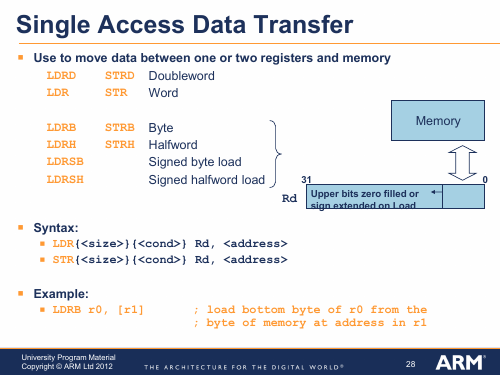 Single Access Data Transfer
Use to move data between one or two registers and memory
LDRD STRD Doubleword
LDR STR Word
LDRB STRB Byte
LDRH STRH Halfword
LDRSB Signed byte load
LDRSH Signed halfword load
Memory
31 0
Rd
Upper bits zero filled or
sign extended on Load
Syntax:
LDR{<size>}{<cond>} Rd, <address>
STR{<size>}{<cond>} Rd, <address>
Example:
LDRB r0, [r1] ; load bottom byte of r0 from the
; byte of memory at address in r1
University Program Material
Copyright © ARM Ltd 2012
THE ARCHITECTURE FOR THE DIGITAL WORLD®
28
ARM®